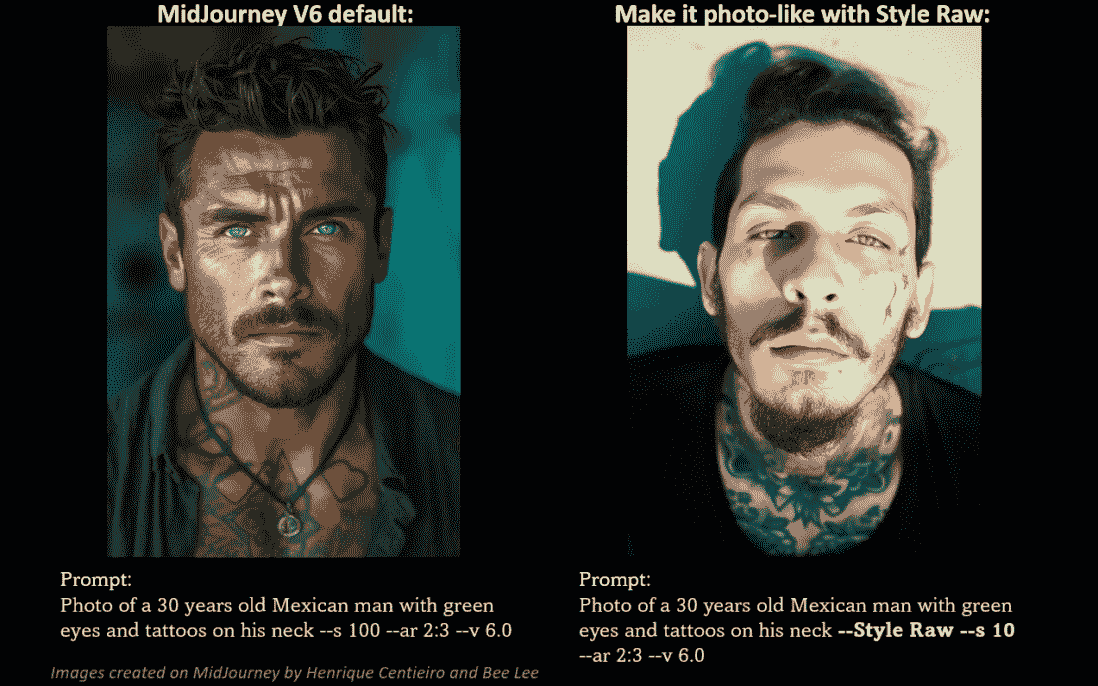 MidJourney V6 default:
Make it photo-like with Style Raw:
Prompt:
Photo of a 30 years old Mexican man with green
eyes and tattoos on his neck --s 100 --ar 2:3 --v 6.0
Prompt:
Photo of a 30 years old Mexican man with green
eyes and tattoos on his neck --Style Raw --s 10
--ar 2:3 --v 6.0
Images created on MidJourney by Henrique Centieiro and Bee Lee